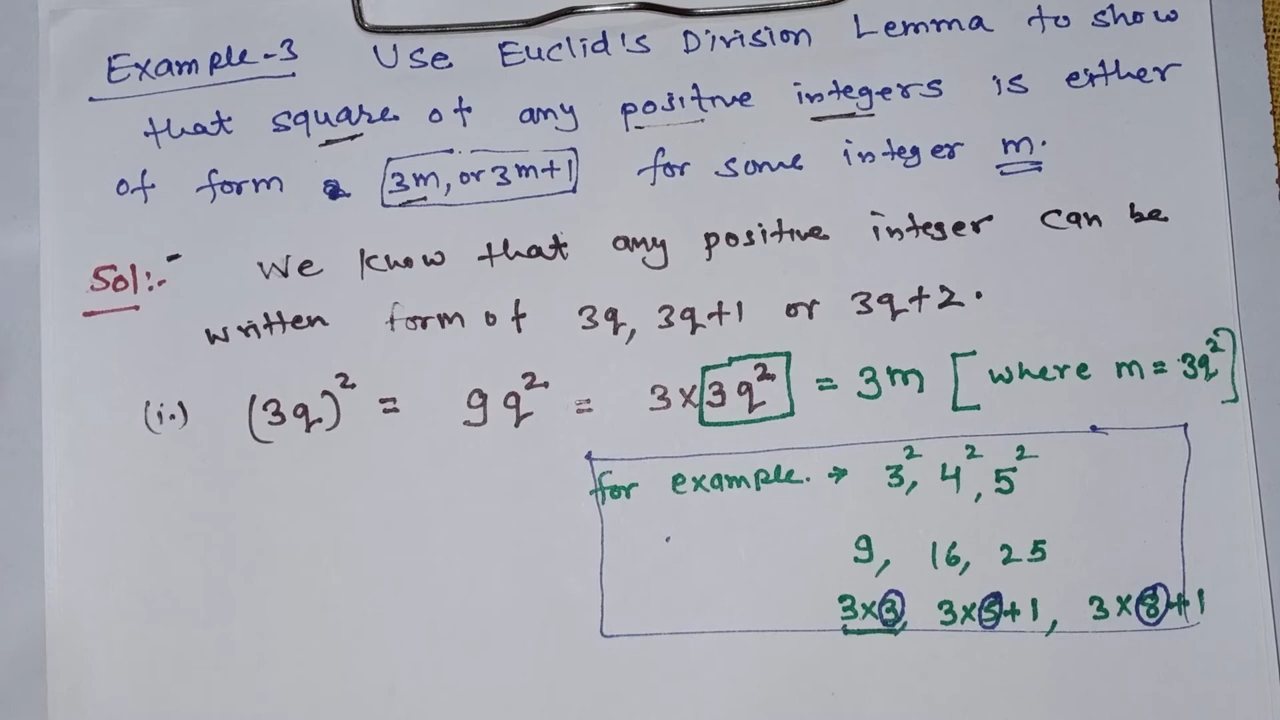 Example-3 Use Euclid's Division Lemma to show
that square of any positive integers is either
of form 3m, or 3m+1 for some integer m.
Sol:- We know that any positive integer can be
written form of 3q, 3q+1 or 3q+2.
(i.) (3q)² = 9q² = 3×3q² = 3m [where m = 3q²]
for example. → 3², 4², 5²
9, 16, 25
3×3, 3×5+1, 3×8+1